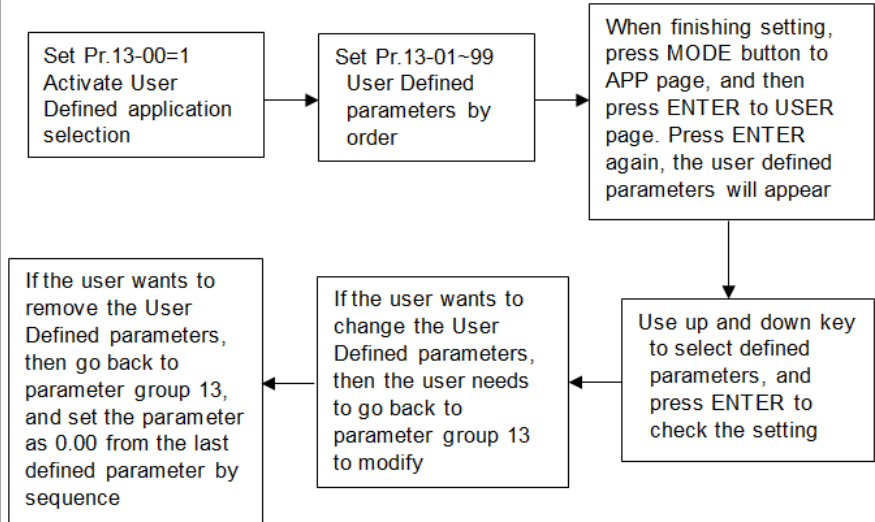 Set Pr.13-00=1
Activate User
Defined application
selection
Set Pr.13-01~99
User Defined
parameters by
order
When finishing setting,
press MODE button to
APP page, and then
press ENTER to USER
page. Press ENTER
again, the user defined
parameters will appear
Use up and down key
to select defined
parameters, and
press ENTER to
check the setting
If the user wants to
change the User
Defined parameters,
then the user needs
to go back to
parameter group 13
to modify
If the user wants to
remove the User
Defined parameters,
then go back to
parameter group 13,
and set the parameter
as 0.00 from the last
defined parameter by
sequence